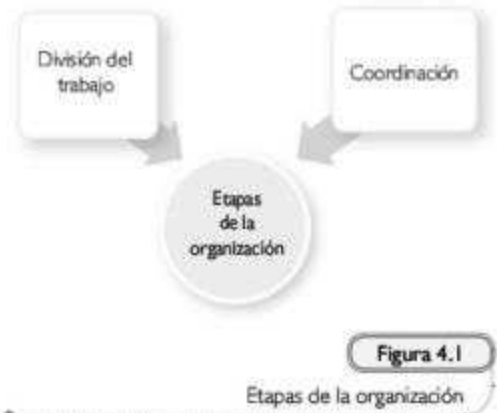 División del
trabajo
Coordinación
Etapas
de la
organización
Figura 4.1
Etapas de la organización